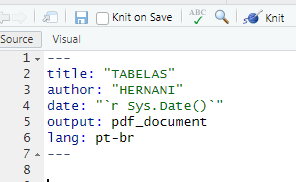 Knit on Save
ABC
Knit
Source Visual
1 ---
2 title: "TABELAS"
3 author: "HERNANI"
4 date: "`r Sys.Date()`"
5 output: pdf_document
6 lang: pt-br
7 ---
8